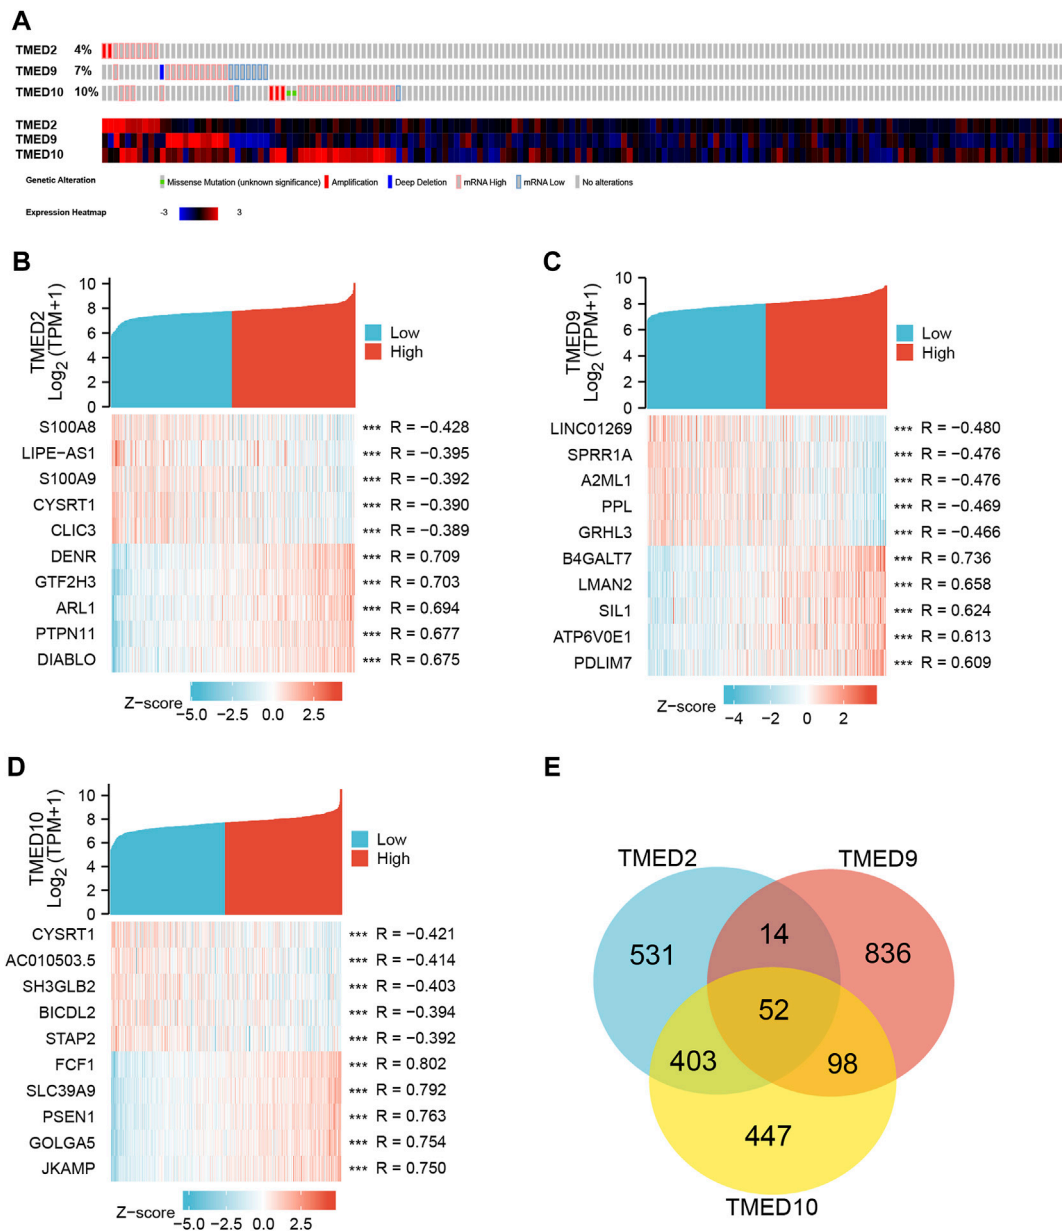 A
TMED2 4%
TMED9 7%
TMED10 10%
TMED2
TMED9
TMED10
Genetic Alteration Missense Mutation (unknown significance) Amplification Deep Deletion mRNA High mRNA Low No alterations
Expression Heatmap -3 3
B
TMED2
Log2 (TPM+1)
10
8
6
4
2
0
Low
High
S100A8 *** R = −0.428
LIPE−AS1 *** R = −0.395
S100A9 *** R = −0.392
CYSRT1 *** R = −0.390
CLIC3 *** R = −0.389
DENR *** R = 0.709
GTF2H3 *** R = 0.703
ARL1 *** R = 0.694
PTPN11 *** R = 0.677
DIABLO *** R = 0.675
Z−score −5.0 −2.5 0.0 2.5
C
TMED9
Log2 (TPM+1)
10
8
6
4
2
0
Low
High
LINC01269 *** R = −0.480
SPRR1A *** R = −0.476
A2ML1 *** R = −0.476
PPL *** R = −0.469
GRHL3 *** R = −0.466
B4GALT7 *** R = 0.736
LMAN2 *** R = 0.658
SIL1 *** R = 0.624
ATP6V0E1 *** R = 0.613
PDLIM7 *** R = 0.609
Z−score −4 −2 0 2
D
TMED10
Log2 (TPM+1)
10
8
6
4
2
0
Low
High
CYSRT1 *** R = −0.421
AC010503.5 *** R = −0.414
SH3GLB2 *** R = −0.403
BICDL2 *** R = −0.394
STAP2 *** R = −0.392
FCF1 *** R = 0.802
SLC39A9 *** R = 0.792
PSEN1 *** R = 0.763
GOLGA5 *** R = 0.754
JKAMP *** R = 0.750
Z−score −5.0 −2.5 0.0 2.5
E
TMED2 TMED9
531 14 836
52
403 98
447
TMED10